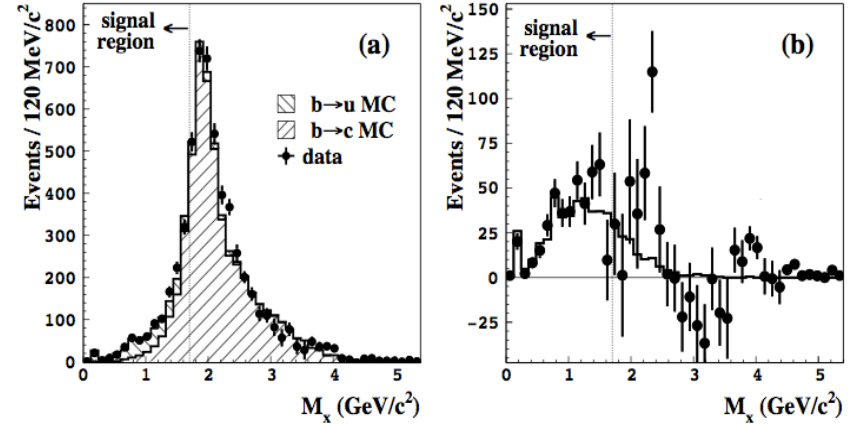 Events / 120 MeV/c²
800
700
600
500
400
300
200
100
0
signal
region
←
(a)
b→u MC
b→c MC
data
0 1 2 3 4 5
Mₓ (GeV/c²)
Events / 120 MeV/c²
150
125
100
75
50
25
0
-25
signal
region
←
(b)
0 1 2 3 4 5
Mₓ (GeV/c²)